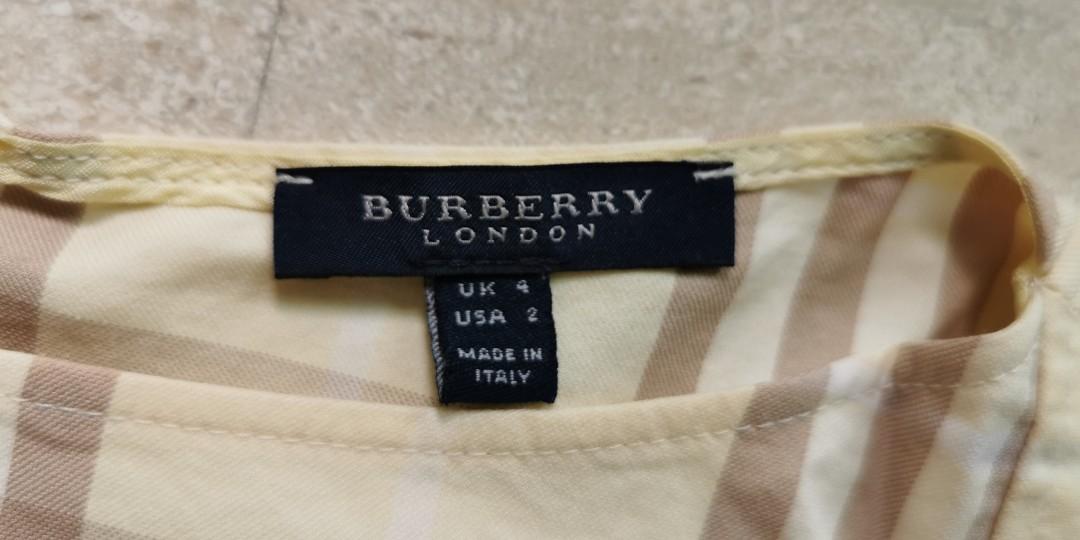 BURBERRY
LONDON
UK 4
USA 2
MADE IN
ITALY